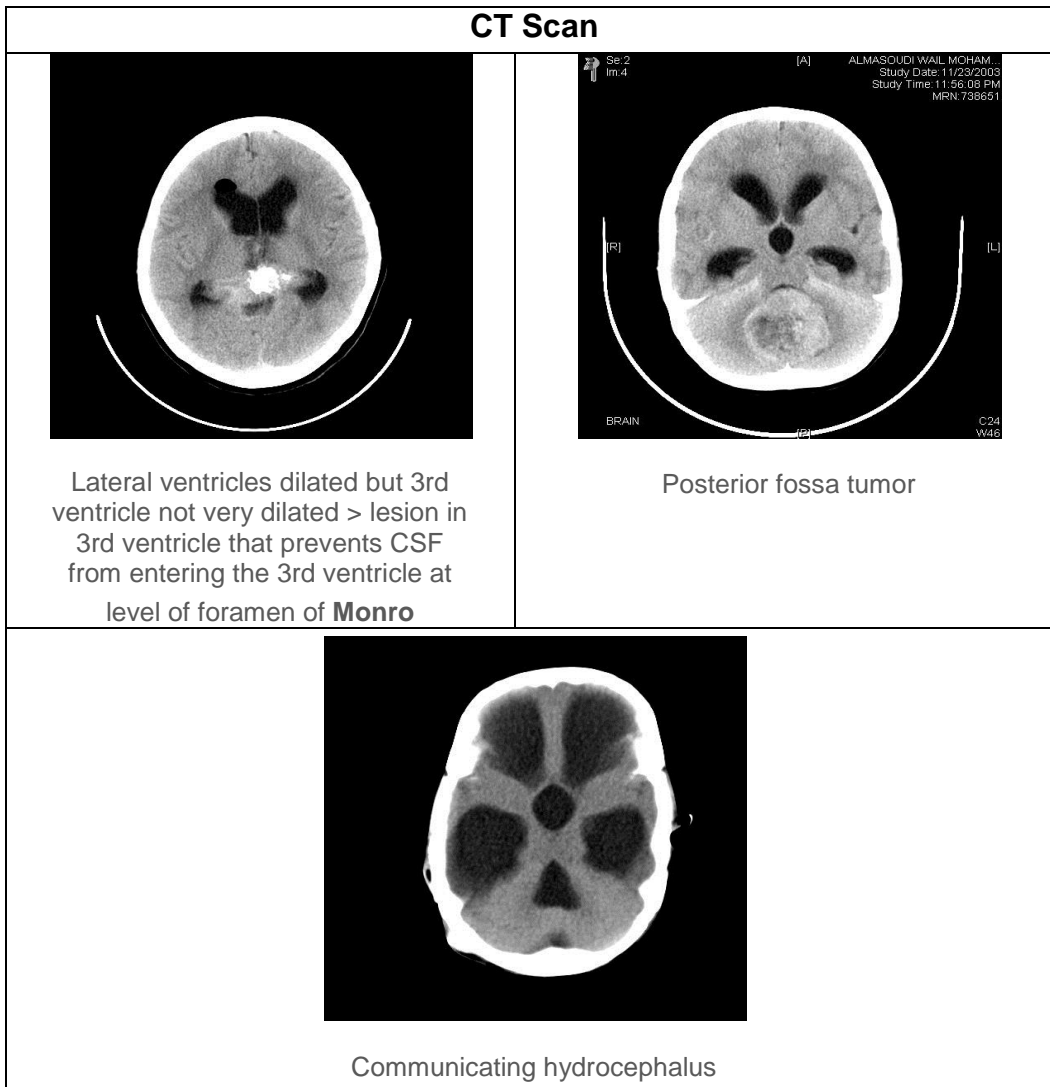 CT Scan
Se:2
Im:4
[A]
ALMASOUDI WAIL MOHAM...
Study Date:11/23/2003
Study Time:11:56:08 PM
MRN:738651
[R]
[L]
BRAIN
[P]
C24
W46
Lateral ventricles dilated but 3rd
ventricle not very dilated > lesion in
3rd ventricle that prevents CSF
from entering the 3rd ventricle at
level of foramen of Monro
Posterior fossa tumor
Communicating hydrocephalus